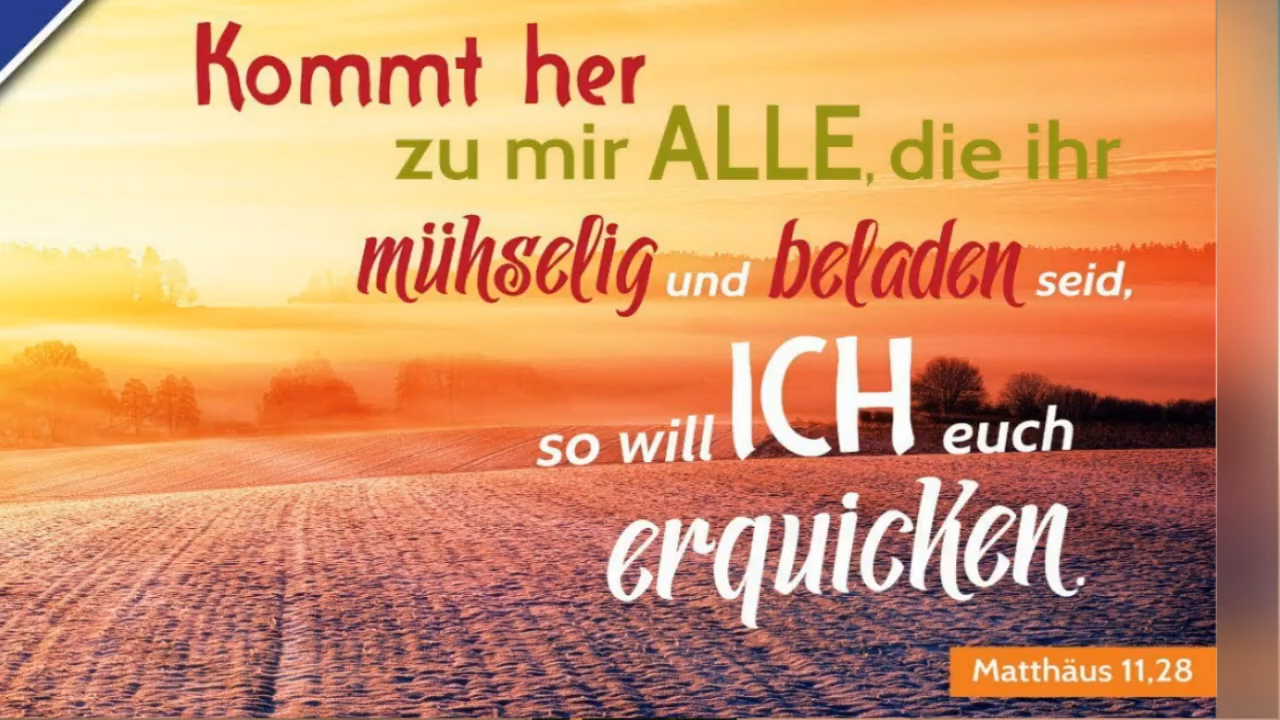 Kommt her
zu mir ALLE, die ihr
mühselig und beladen seid,
so will ICH euch
erquicken.
Matthäus 11,28